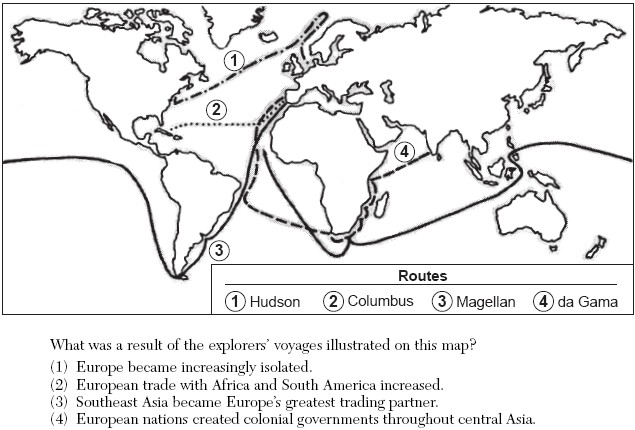 1
2
4
3
Routes
1 Hudson 2 Columbus 3 Magellan 4 da Gama
What was a result of the explorers’ voyages illustrated on this map?
(1) Europe became increasingly isolated.
(2) European trade with Africa and South America increased.
(3) Southeast Asia became Europe’s greatest trading partner.
(4) European nations created colonial governments throughout central Asia.